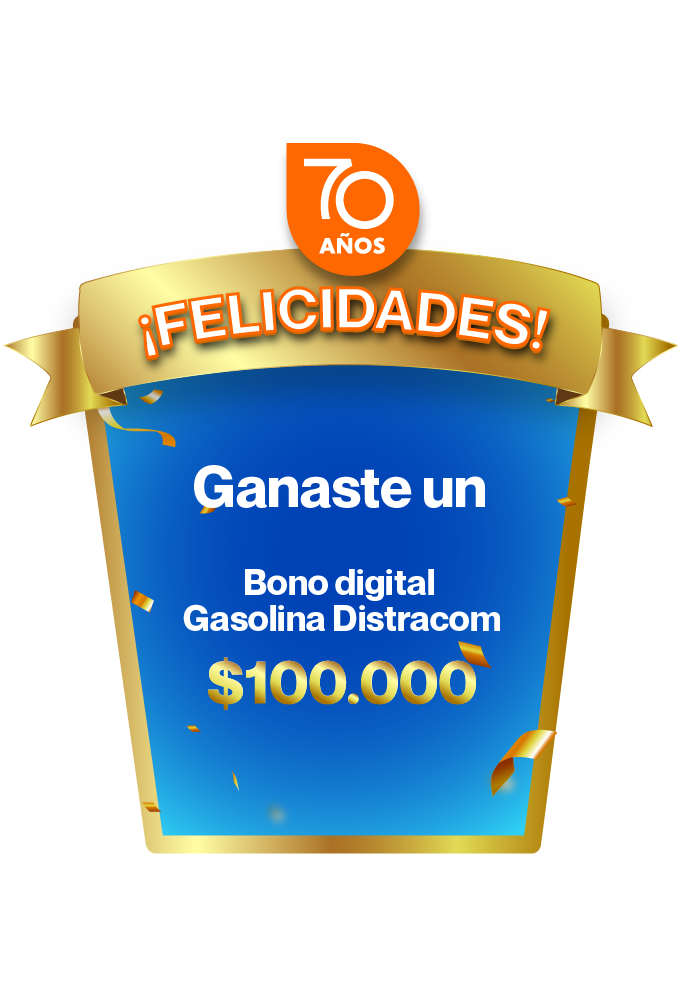 70
AÑOS
¡FELICIDADES!
Ganaste un
Bono digital
Gasolina Distracom
$100.000